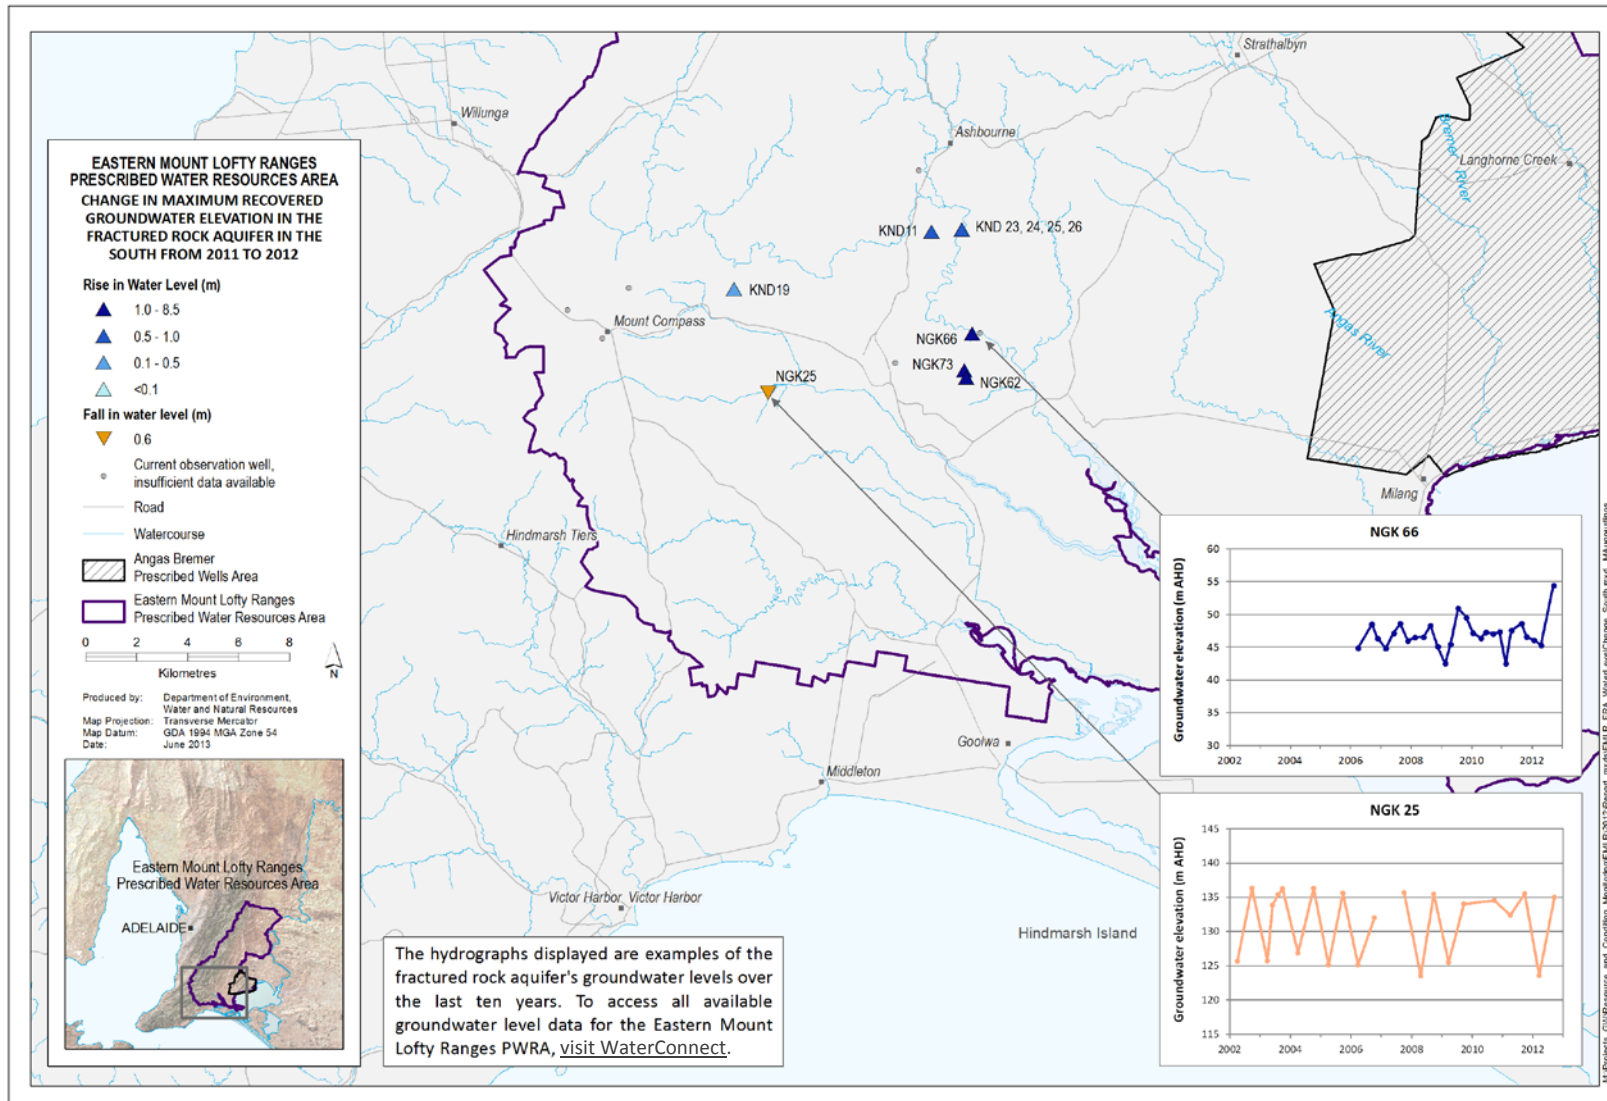 EASTERN MOUNT LOFTY RANGES
PRESCRIBED WATER RESOURCES AREA
CHANGE IN MAXIMUM RECOVERED
GROUNDWATER ELEVATION IN THE
FRACTURED ROCK AQUIFER IN THE
SOUTH FROM 2011 TO 2012
Rise in Water Level (m)
1.0 - 8.5
0.5 - 1.0
0.1 - 0.5
<0.1
Fall in water level (m)
0.6
Current observation well,
insufficient data available
Road
Watercourse
Angas Bremer
Prescribed Wells Area
Eastern Mount Lofty Ranges
Prescribed Water Resources Area
0 2 4 6 8
Kilometres
N
Produced by: Department of Environment,
Water and Natural Resources
Map Projection: Transverse Mercator
Map Datum: GDA 1994 MGA Zone 54
Date: June 2013
Eastern Mount Lofty Ranges
Prescribed Water Resources Area
ADELAIDE
Willunga
Strathalbyn
Ashbourne
Langhorne Creek
Bremer River
Angas River
KND11
KND 23, 24, 25, 26
KND19
Mount Compass
NGK66
NGK73
NGK62
NGK25
Milang
Hindmarsh Tiers
Goolwa
Middleton
Victor Harbor
Victor Harbor
Hindmarsh Island
The hydrographs displayed are examples of the
fractured rock aquifer's groundwater levels over
the last ten years. To access all available
groundwater level data for the Eastern Mount
Lofty Ranges PWRA, visit WaterConnect.
NGK 66
Groundwater elevation (m AHD)
60
55
50
45
40
35
30
2002 2004 2006 2008 2010 2012
NGK 25
Groundwater elevation (m AHD)
145
140
135
130
125
120
115
2002 2004 2006 2008 2010 2012